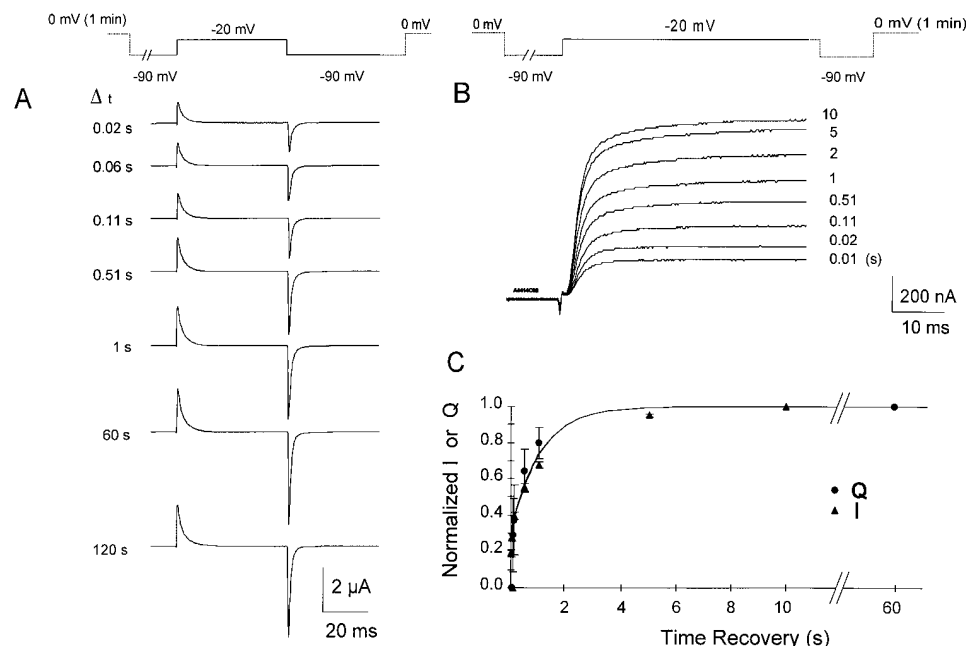 0 mV (1 min)
-20 mV
0 mV
-90 mV
-90 mV
-20 mV
0 mV (1 min)
-90 mV
-90 mV
A
Δ t
0.02 s
0.06 s
0.11 s
0.51 s
1 s
60 s
120 s
2 μA
20 ms
B
10
5
2
1
0.51
0.11
0.02
0.01 (s)
200 nA
10 ms
C
Normalized I or Q
1.0
0.8
0.6
0.4
0.2
0.0
Q
I
2
4
6
8
10
60
Time Recovery (s)